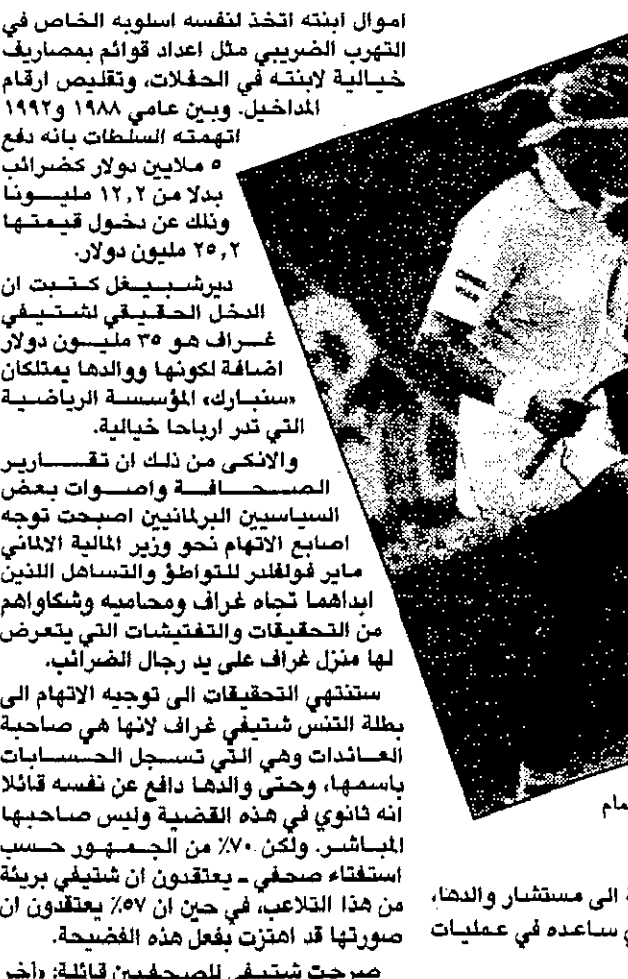 اموال ابنته اتخذ لنفسه اسلوبه الخاص في
التهرب الضريبي مثل اعداد قوائم بمصاريف
خيالية لابنته في الحفلات، وتقليص ارقام
المداخيل. وبين عامي ١٩٨٨ و١٩٩٢
اتهمته السلطات بانه دفع
٥ ملايين دولار كضرائب
بدلا من ١٢,٢ مليونا
وذلك عن دخول قيمتها
٢٥,٢ مليون دولار.
ديرشبيغل كتبت ان
الدخل الحقيقي لشتيفي
غراف هو ٣٥ مليون دولار
اضافة لكونها ووالدها يمتلكان
«سنبارك» المؤسسة الرياضية
التي تدر ارباحا خيالية.
والانكى من ذلك ان تقارير
الصحافة واصوات بعض
السياسيين البرلمانيين اصبحت توجه
اصابع الاتهام نحو وزير المالية الالماني
ماير فولفلدر للتواطؤ والتساهل اللذين
ابداهما تجاه غراف ومحاميه وشكاواهم
من التحقيقات والتفتيشات التي يتعرض
لها منزل غراف على يد رجال الضرائب.
ستنتهي التحقيقات الى توجيه الاتهام الى
بطلة التنس شتيفي غراف لانها هي صاحبة
العائدات وهي التي تسجل الحسابات
باسمها، وحتى والدها دافع عن نفسه قائلا
انه ثانوي في هذه القضية وليس صاحبها
المباشر. ولكن ٧٠٪ من الجمهور حسب
استفتاء صحفي ـ يعتقدون ان شتيفي بريئة
من هذا التلاعب، في حين ان ٥٧٪ يعتقدون ان
صورتها قد اهتزت بفعل هذه الفضيحة.
صرحت شتيفي للصحفيين قائلة:
الى مستشار والدها،
ساعده في عمليات